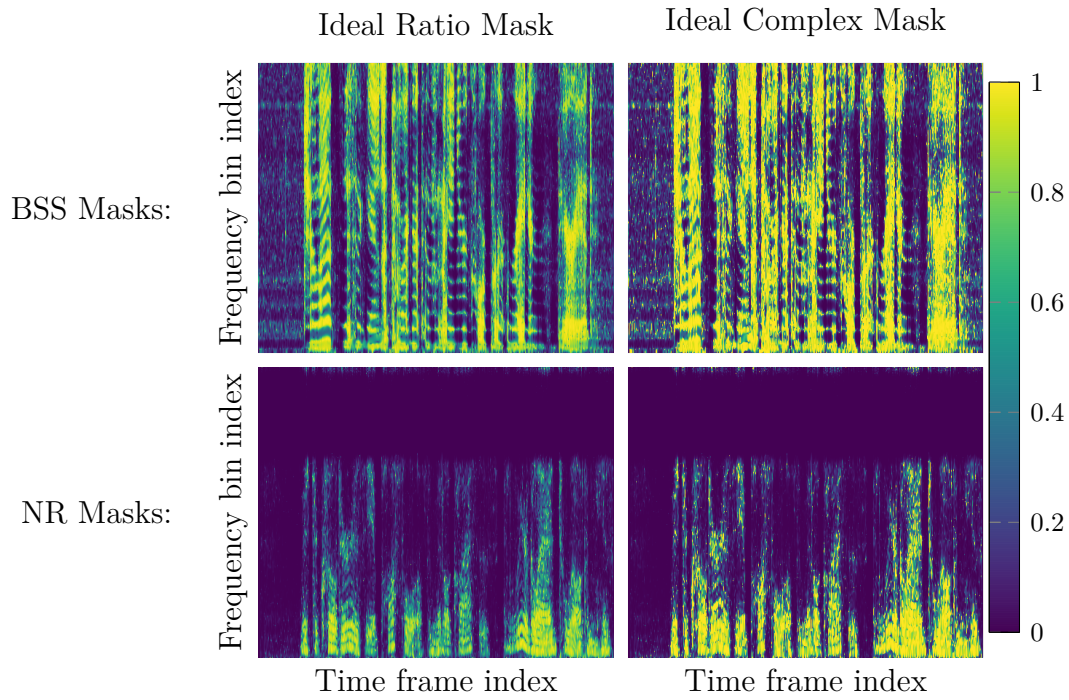 Ideal Ratio Mask
Ideal Complex Mask
BSS Masks:
Frequency bin index
NR Masks:
Frequency bin index
Time frame index
Time frame index
1
0.8
0.6
0.4
0.2
0